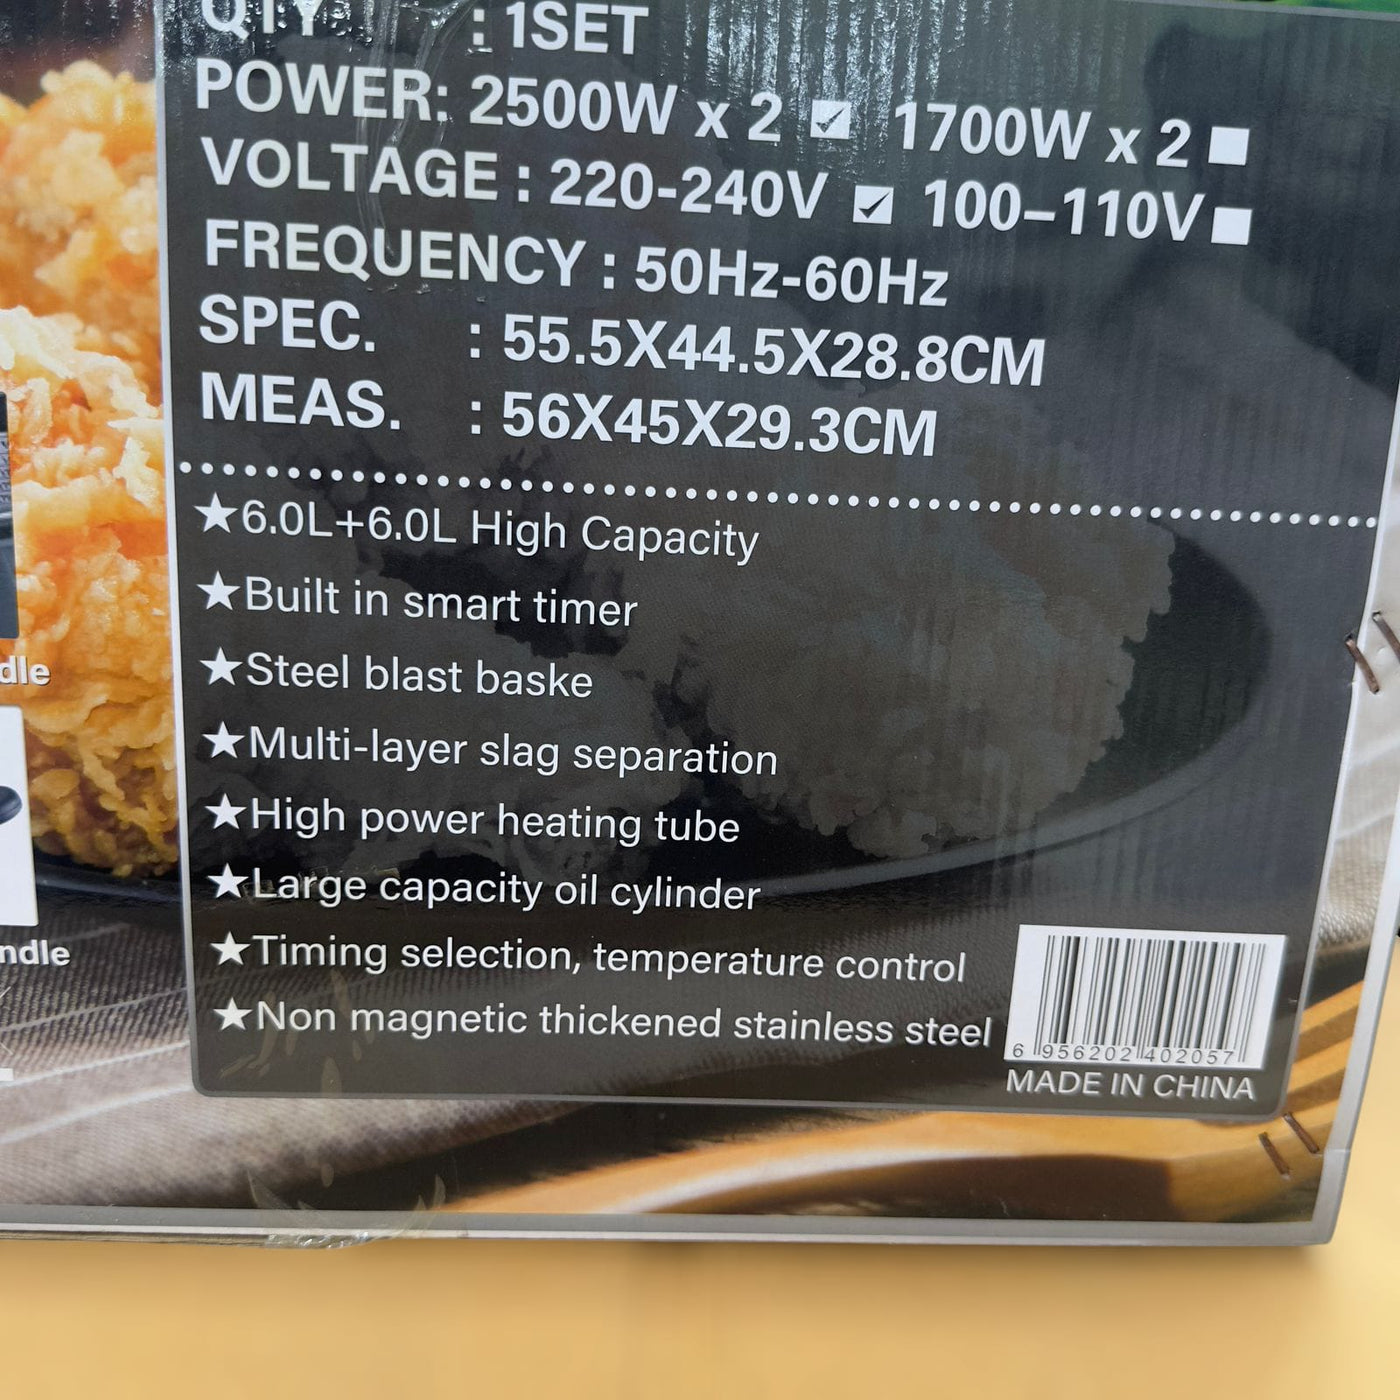 QTY : 1SET
POWER: 2500W x 2 ☑ 1700W x 2 ☐
VOLTAGE : 220-240V ☑ 100–110V ☐
FREQUENCY : 50Hz-60Hz
SPEC. : 55.5X44.5X28.8CM
MEAS. : 56X45X29.3CM
★6.0L+6.0L High Capacity
★Built in smart timer
★Steel blast baske
dle
★Multi-layer slag separation
★High power heating tube
★Large capacity oil cylinder
★Timing selection, temperature control
ndle
★Non magnetic thickened stainless steel
6 956202 402057
MADE IN CHINA